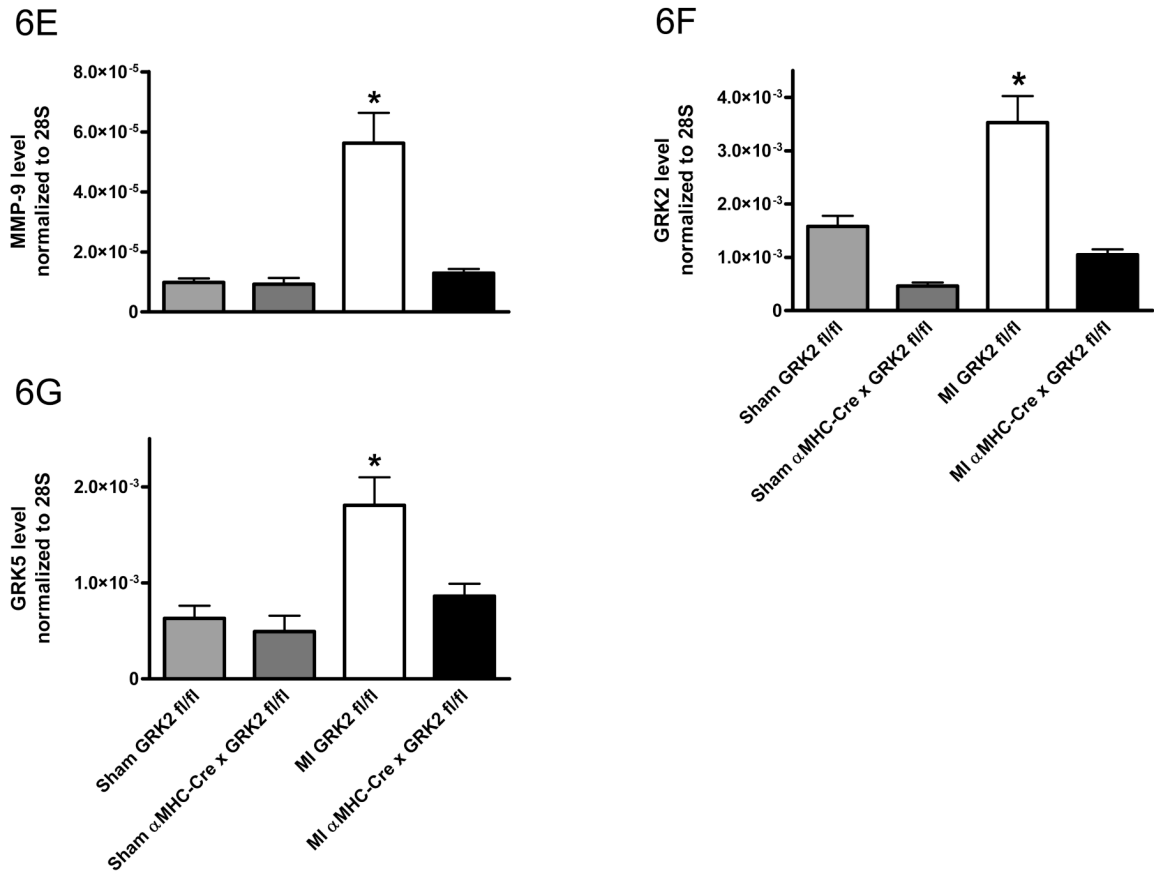 6E
MMP-9 level
normalized to 28S
8.0×10⁻⁵
6.0×10⁻⁵
4.0×10⁻⁵
2.0×10⁻⁵
0
*
6F
GRK2 level
normalized to 28S
4.0×10⁻³
3.0×10⁻³
2.0×10⁻³
1.0×10⁻³
0
*
Sham GRK2 fl/fl
Sham αMHC-Cre x GRK2 fl/fl
MI GRK2 fl/fl
MI αMHC-Cre x GRK2 fl/fl
6G
GRK5 level
normalized to 28S
2.0×10⁻³
1.0×10⁻³
0
*
Sham GRK2 fl/fl
Sham αMHC-Cre x GRK2 fl/fl
MI GRK2 fl/fl
MI αMHC-Cre x GRK2 fl/fl